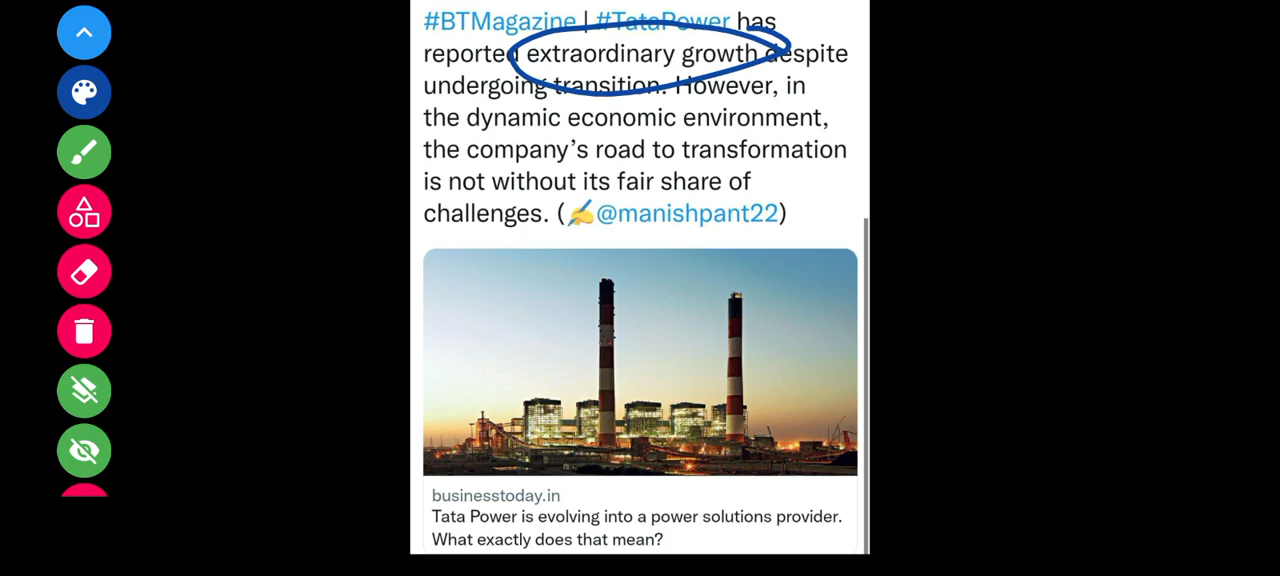 #BTMagazine | #TataPower has
reported extraordinary growth despite
undergoing transition. However, in
the dynamic economic environment,
the company's road to transformation
is not without its fair share of
challenges. (✍️@manishpant22)
businesstoday.in
Tata Power is evolving into a power solutions provider.
What exactly does that mean?